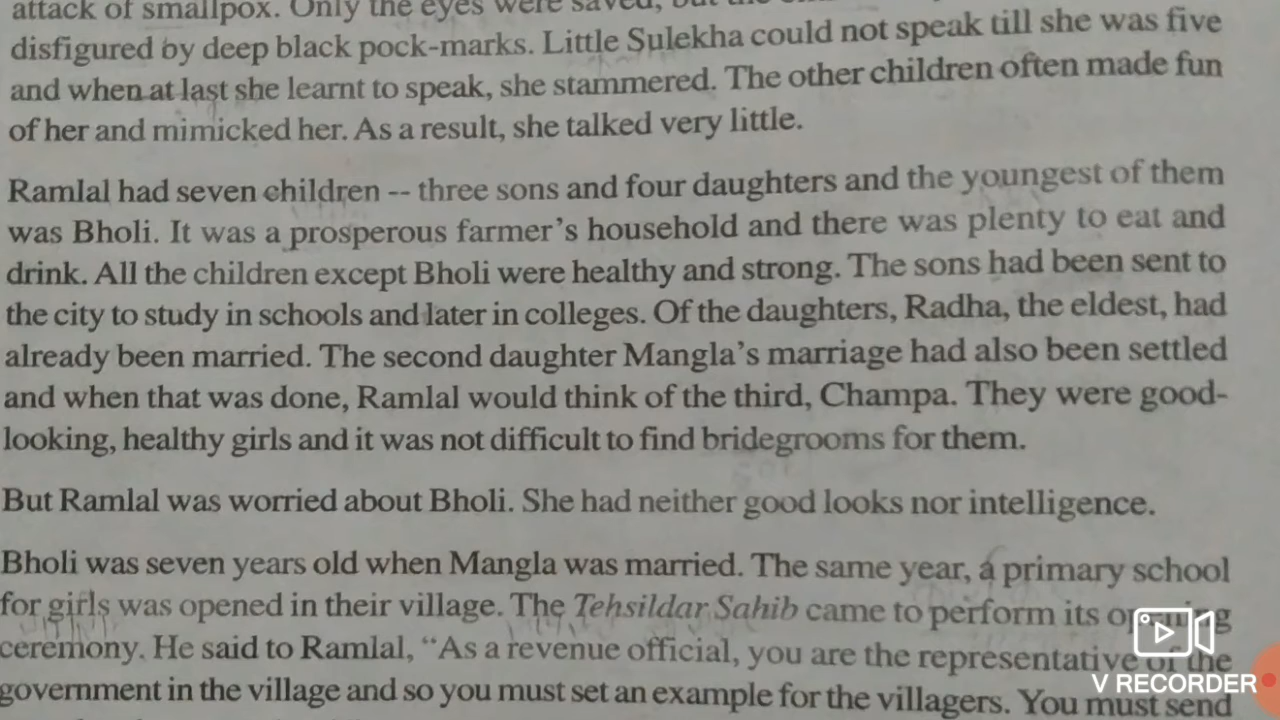 attack of smallpox. Only the eyes were saved, but the
disfigured by deep black pock-marks. Little Sulekha could not speak till she was five
and when at last she learnt to speak, she stammered. The other children often made fun
of her and mimicked her. As a result, she talked very little.
Ramlal had seven children -- three sons and four daughters and the youngest of them
was Bholi. It was a prosperous farmer's household and there was plenty to eat and
drink. All the children except Bholi were healthy and strong. The sons had been sent to
the city to study in schools and later in colleges. Of the daughters, Radha, the eldest, had
already been married. The second daughter Mangla's marriage had also been settled
and when that was done, Ramlal would think of the third, Champa. They were good-
looking, healthy girls and it was not difficult to find bridegrooms for them.
But Ramlal was worried about Bholi. She had neither good looks nor intelligence.
Bholi was seven years old when Mangla was married. The same year, a primary school
for girls was opened in their village. The Tehsildar Sahib came to perform its opening
ceremony. He said to Ramlal, "As a revenue official, you are the representative of the
government in the village and so you must set an example for the villagers. You must send
V RECORDER